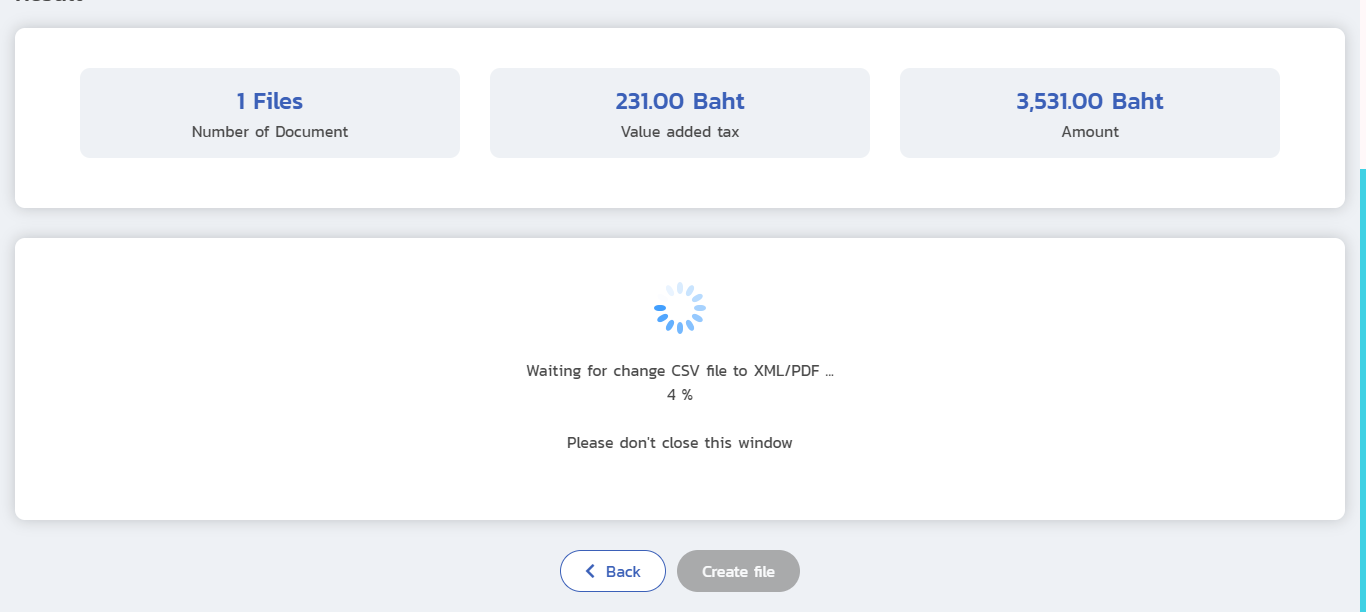 1 Files
Number of Document
231.00 Baht
Value added tax
3,531.00 Baht
Amount
Waiting for change CSV file to XML/PDF ...
4 %
Please don't close this window
Back
Create file